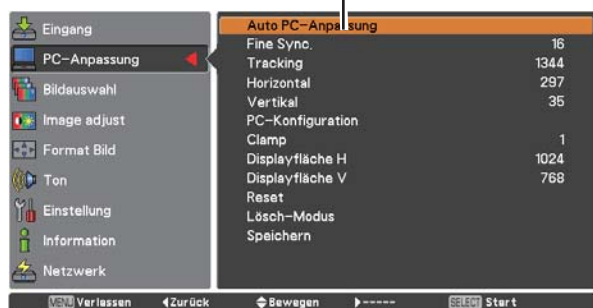 Eingang
PC-Anpassung
Bildauswahl
Image adjust
Format Bild
Ton
Einstellung
Information
Netzwerk
Auto PC-Anpassung
Fine Sync. 16
Tracking 1344
Horizontal 297
Vertikal 35
PC-Konfiguration
Clamp 1
Displayfläche H 1024
Displayfläche V 768
Reset
Lösch-Modus
Speichern
MENU Verlassen Zurück Bewegen ----- SELECT Start